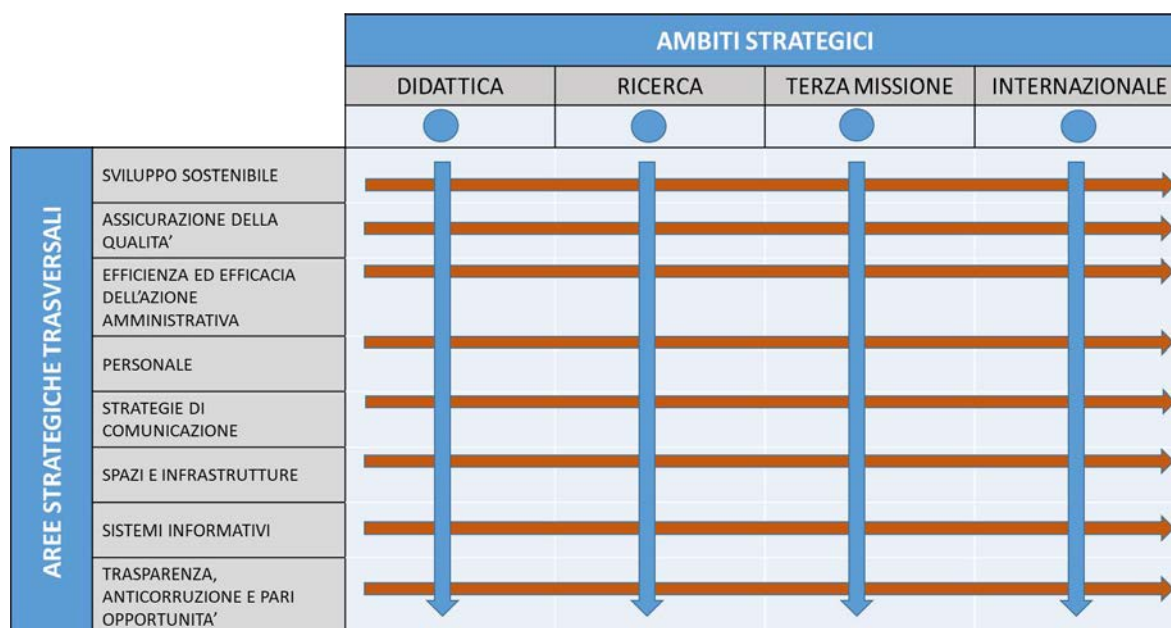 AMBITI STRATEGICI
DIDATTICA
RICERCA
TERZA MISSIONE
INTERNAZIONALE
AREE STRATEGICHE TRASVERSALI
SVILUPPO SOSTENIBILE
ASSICURAZIONE DELLA
QUALITA’
EFFICIENZA ED EFFICACIA
DELL’AZIONE
AMMINISTRATIVA
PERSONALE
STRATEGIE DI
COMUNICAZIONE
SPAZI E INFRASTRUTTURE
SISTEMI INFORMATIVI
TRASPARENZA,
ANTICORRUZIONE E PARI
OPPORTUNITA’